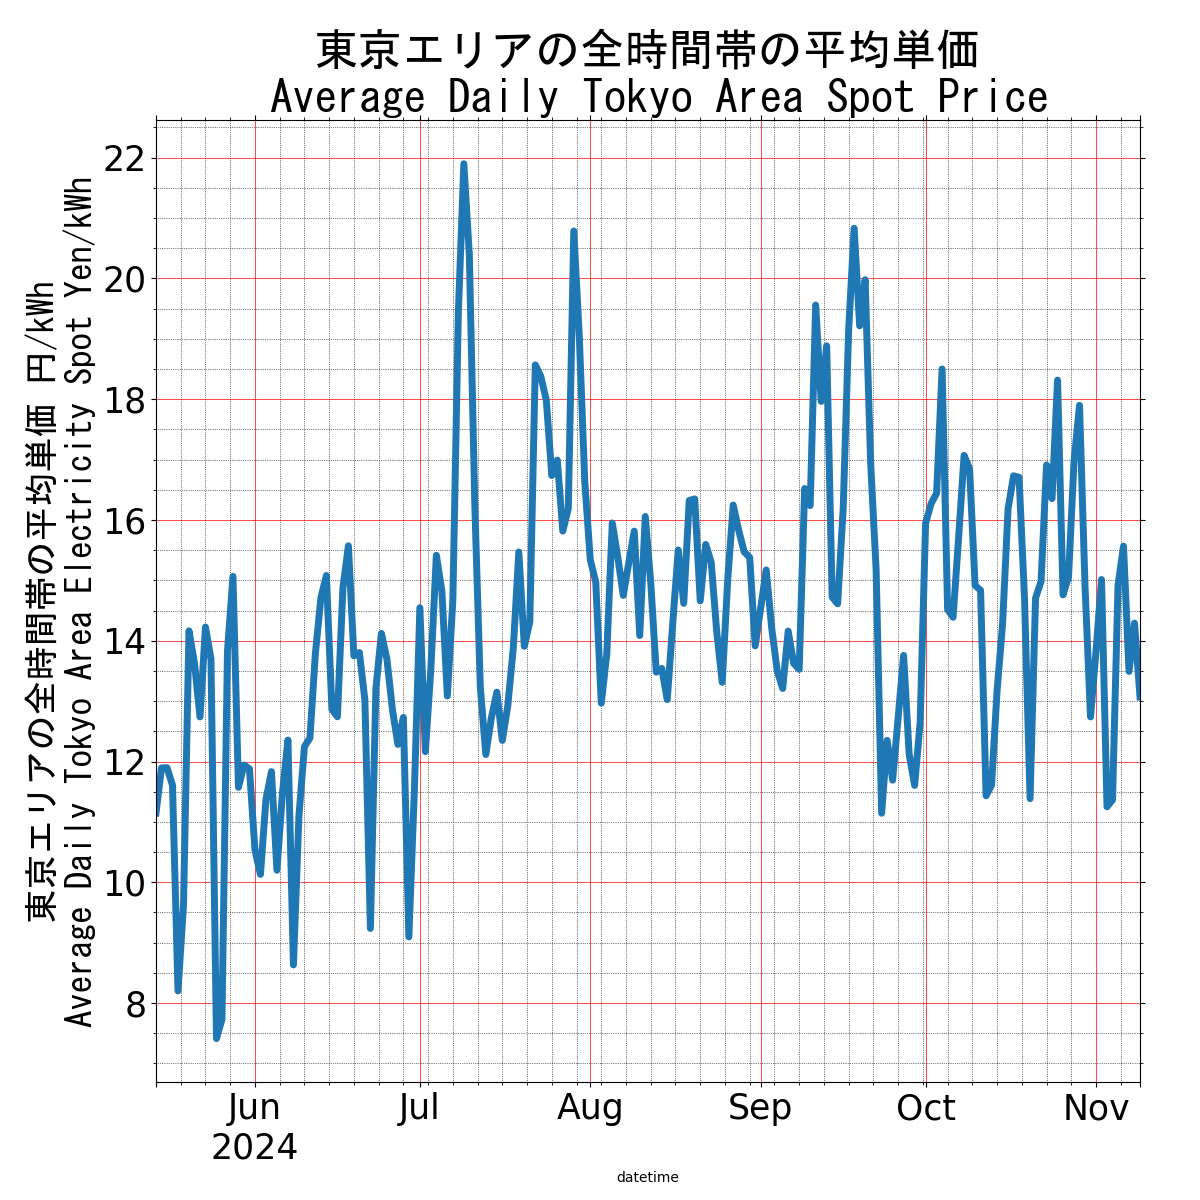 東京エリアの全時間帯の平均単価
Average Daily Tokyo Area Spot Price
東京エリアの全時間帯の平均単価 円/kWh
Average Daily Tokyo Area Electricity Spot Yen/kWh
22
20
18
16
14
12
10
8
Jun
2024
Jul
Aug
Sep
Oct
Nov
datetime